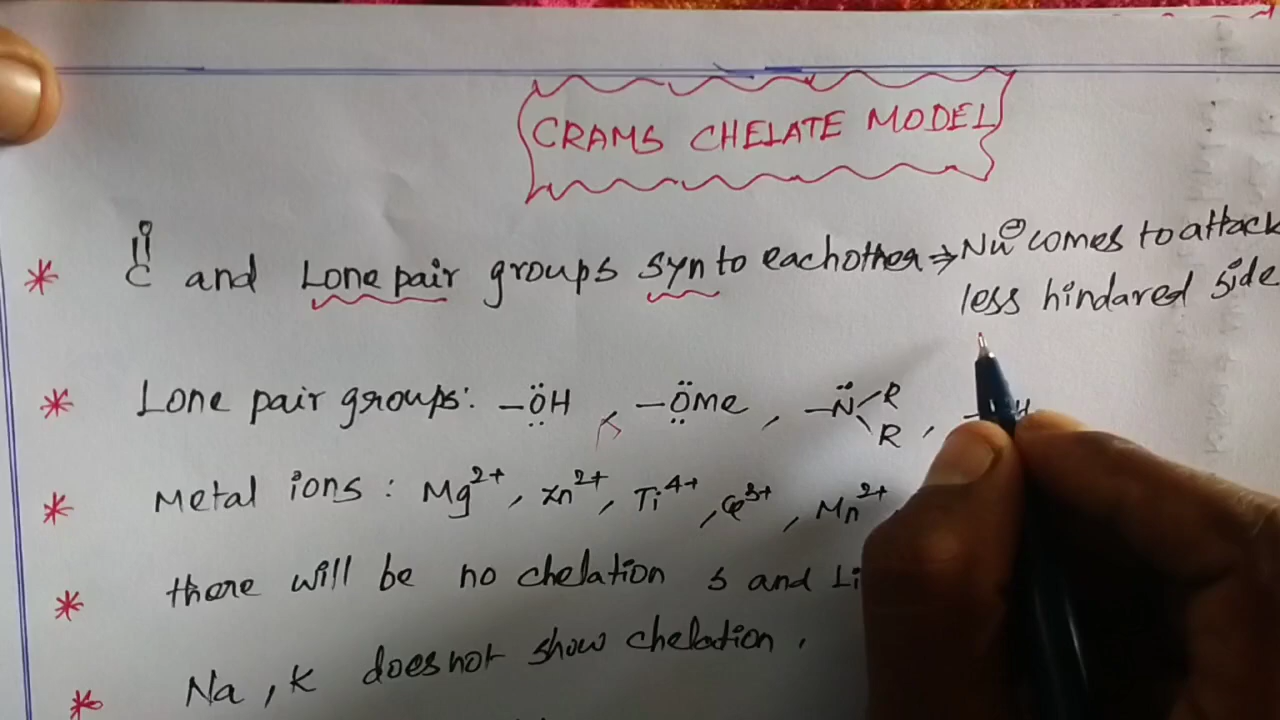 CRAMS CHELATE MODEL
O
* C and Lone pair groups syn to eachother ⇒ Nu⊖ comes to attack
less hindared side
* Lone pair groups: -ÖH, -ÖMe, -N̈ R R,
* Metal ions : Mg²⁺, Zn²⁺, Ti⁴⁺, Ce³⁺, Mn²⁺
* there will be no chelation s and Li
* Na, K doesnot show chelation.